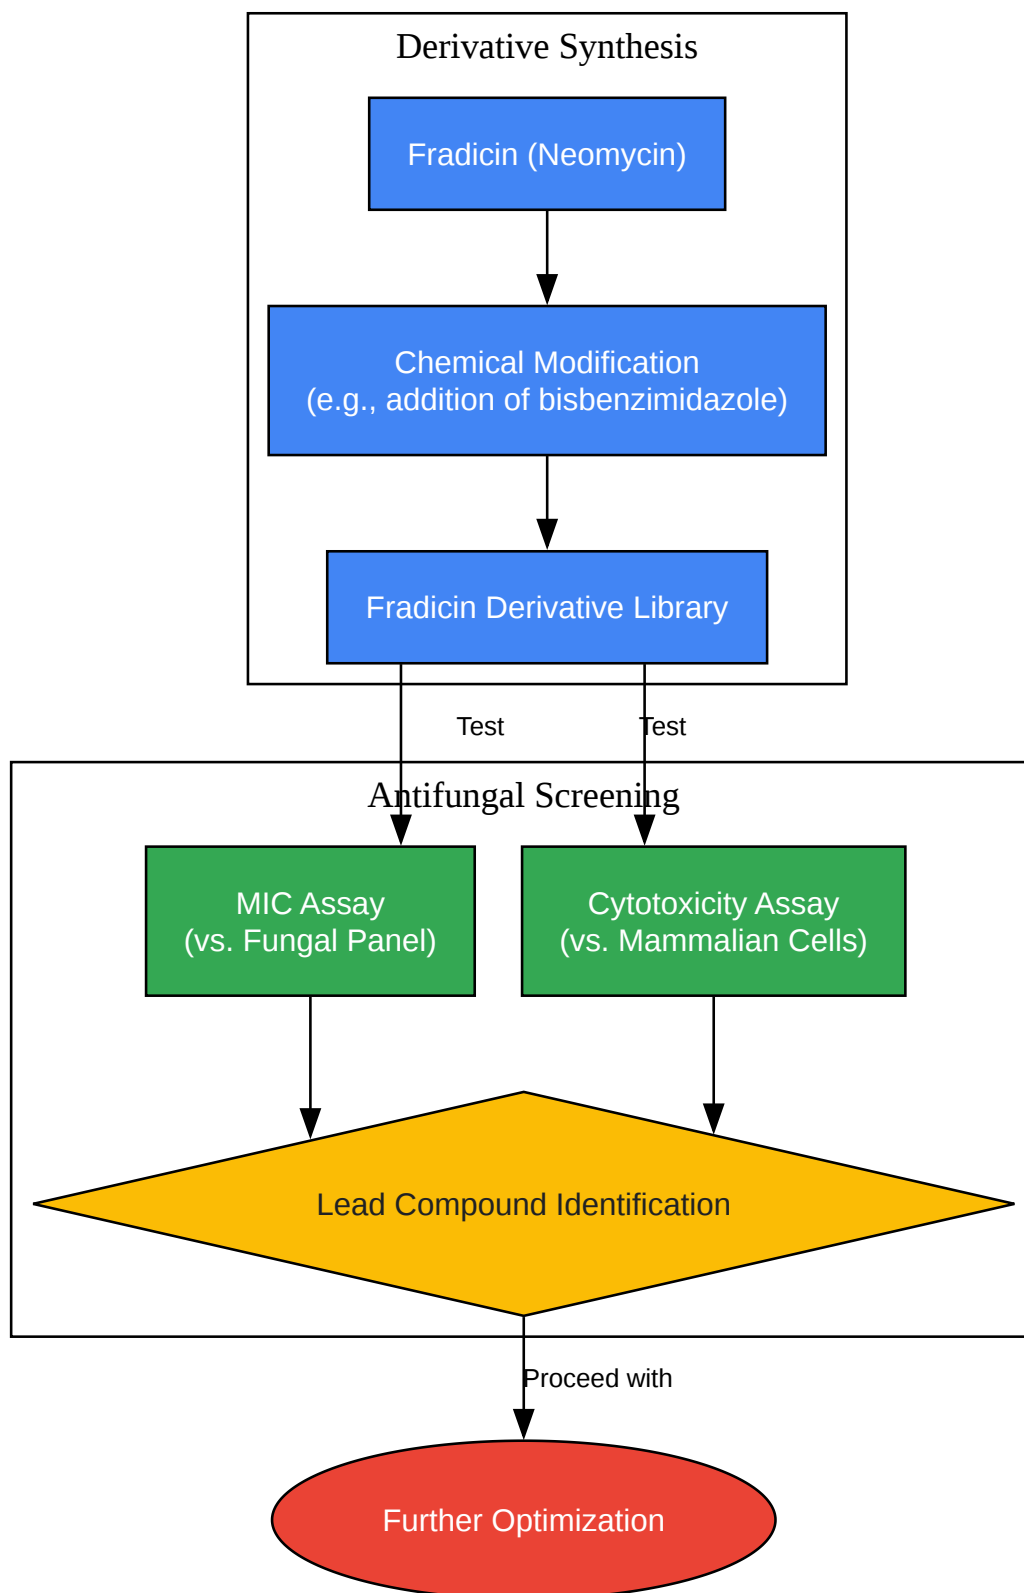 Derivative Synthesis
Fradicin (Neomycin)
Chemical Modification
(e.g., addition of bisbenzimidazole)
Fradicin Derivative Library
Test
Test
Antifungal Screening
MIC Assay
(vs. Fungal Panel)
Cytotoxicity Assay
(vs. Mammalian Cells)
Lead Compound Identification
Proceed with
Further Optimization